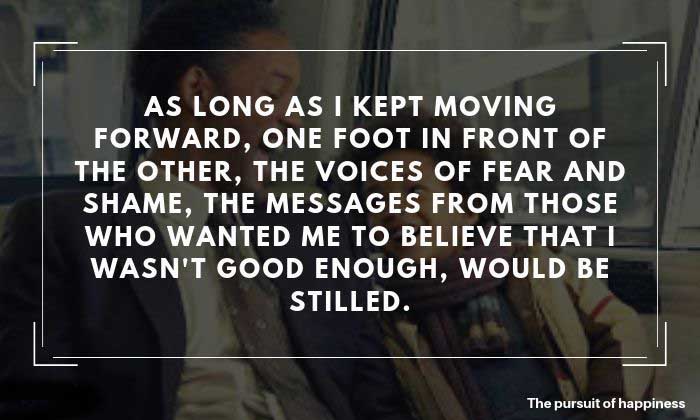 AS LONG AS I KEPT MOVING
FORWARD, ONE FOOT IN FRONT OF
THE OTHER, THE VOICES OF FEAR AND
SHAME, THE MESSAGES FROM THOSE
WHO WANTED ME TO BELIEVE THAT I
WASN'T GOOD ENOUGH, WOULD BE
STILLED.
The pursuit of happiness